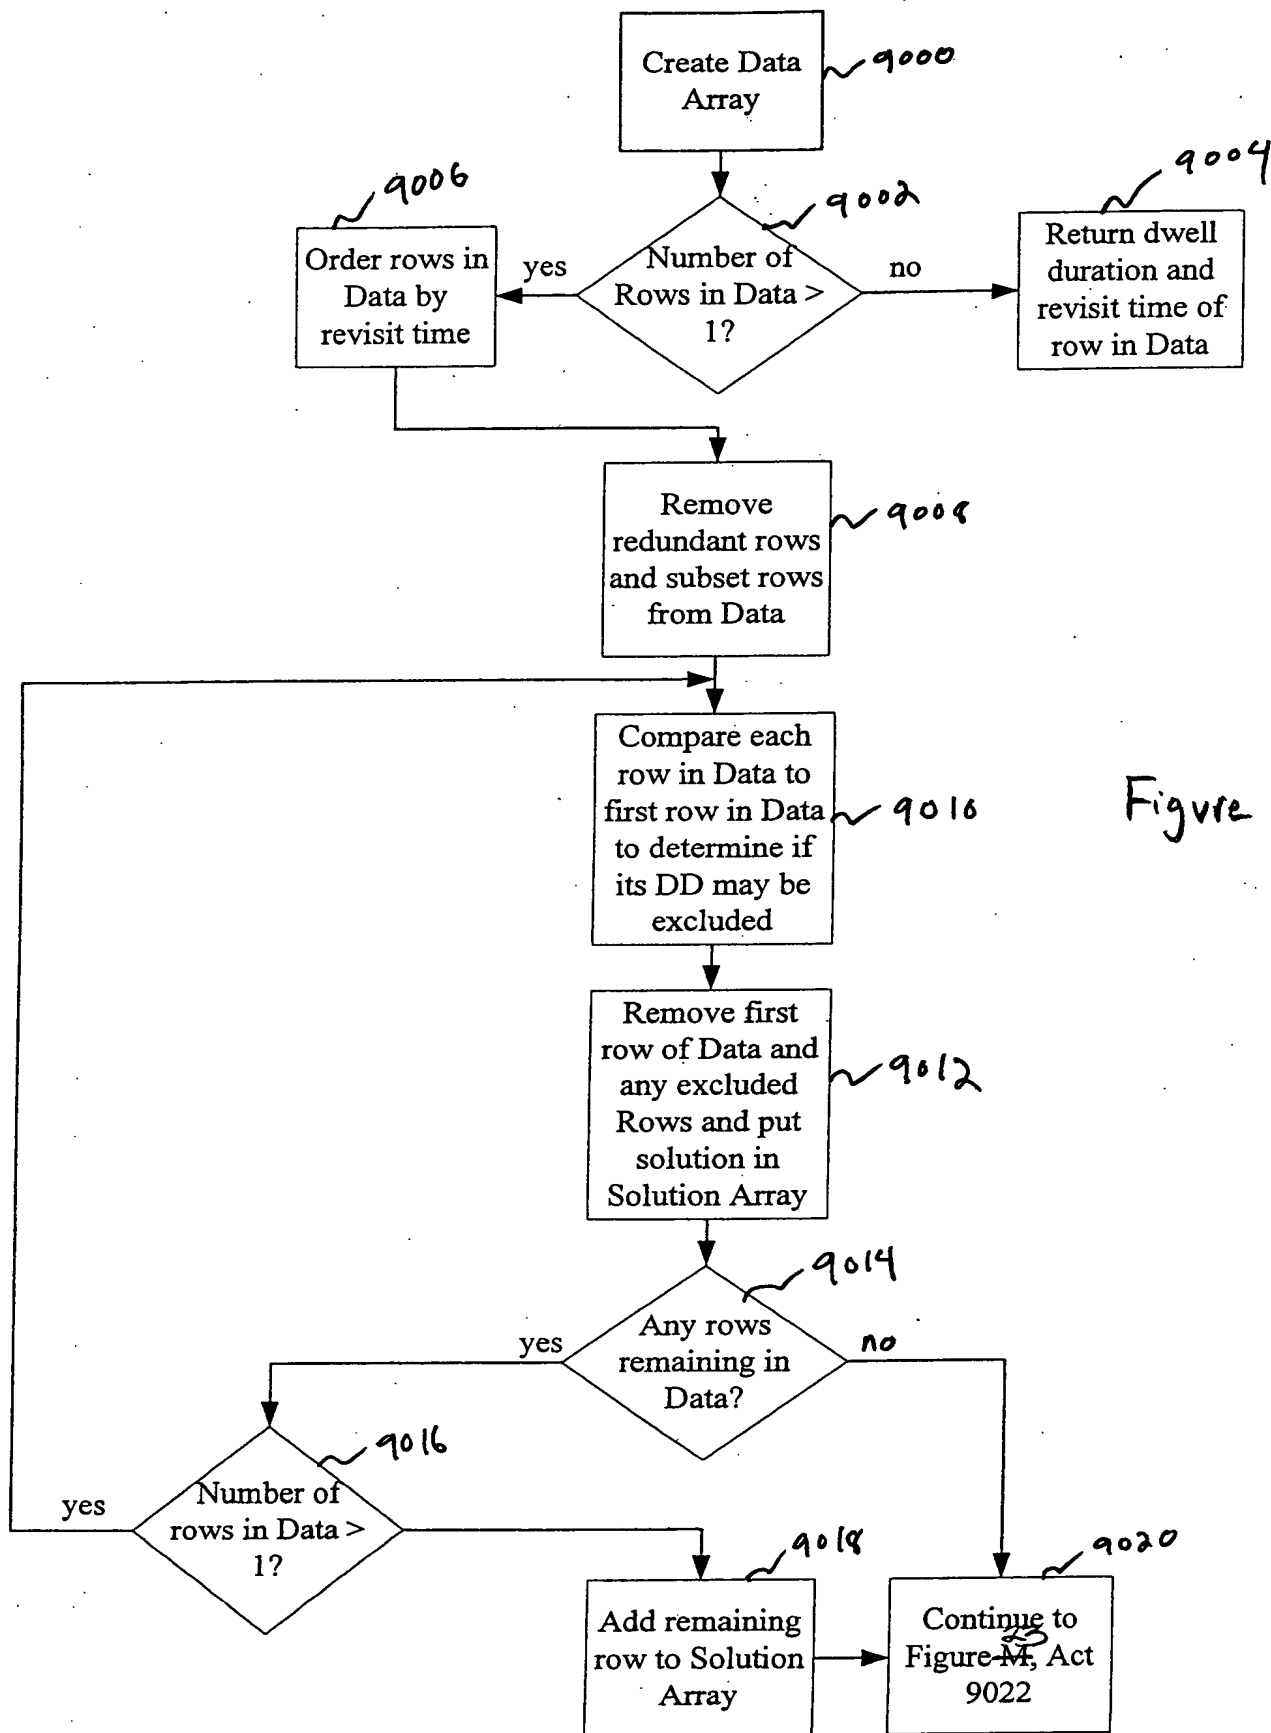 Create Data
Array
9000
9006
9002
9004
Order rows in
Data by
revisit time
yes
Number of
Rows in Data >
1?
no
Return dwell
duration and
revisit time of
row in Data
Remove
redundant rows
and subset rows
from Data
9008
Compare each
row in Data to
first row in Data
to determine if
its DD may be
excluded
9010
Figure
Remove first
row of Data and
any excluded
Rows and put
solution in
Solution Array
9012
9014
yes
Any rows
remaining in
Data?
no
9016
yes
Number of
rows in Data >
1?
9018
9020
Add remaining
row to Solution
Array
Continue to
23
Figure M, Act
9022